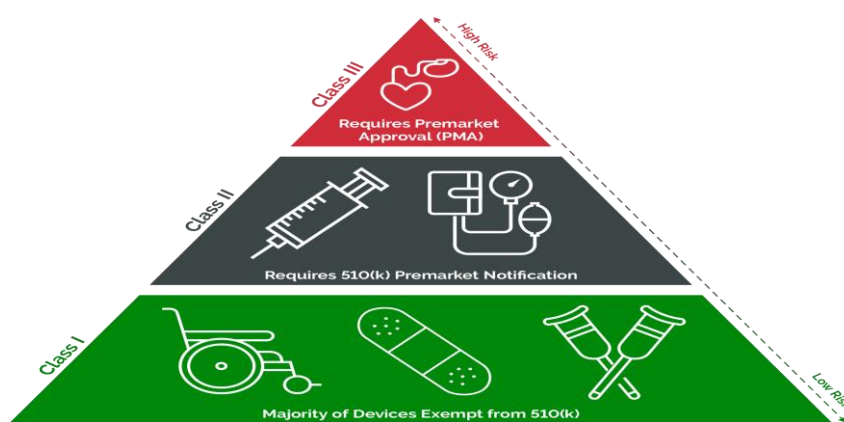 High Risk
Class III
Requires Premarket
Approval (PMA)
Class II
Requires 510(k) Premarket Notification
Class I
Low Risk
Majority of Devices Exempt from 510(k)